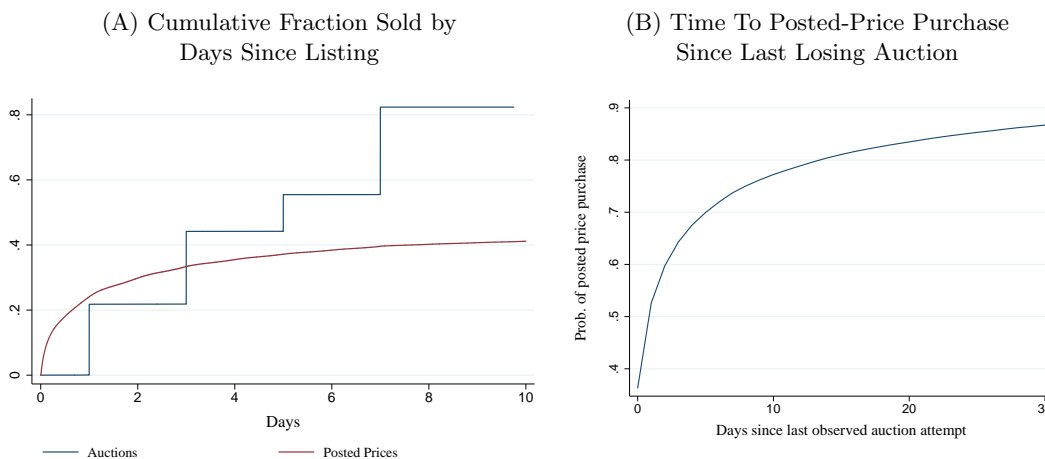 (A) Cumulative Fraction Sold by
Days Since Listing
.8
.6
.4
.2
0
0 2 4 6 8 10
Days
Auctions Posted Prices
(B) Time To Posted-Price Purchase
Since Last Losing Auction
Prob. of posted price purchase
.9
.8
.7
.6
.5
.4
0 10 20 3
Days since last observed auction attempt